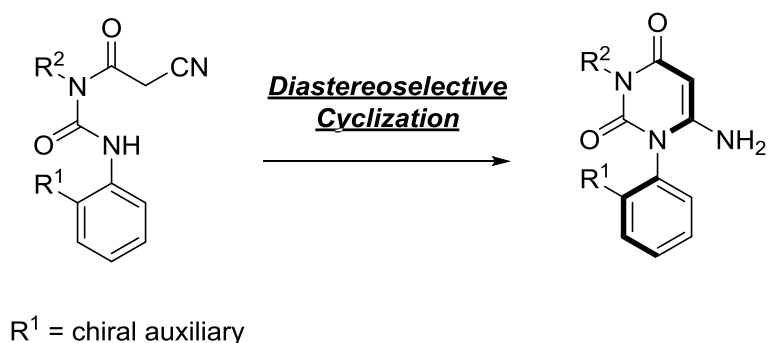 O
R² N CN
O NH
R¹
Diastereoselective
Cyclization
O
R² N
O N NH₂
R¹
R¹ = chiral auxiliary